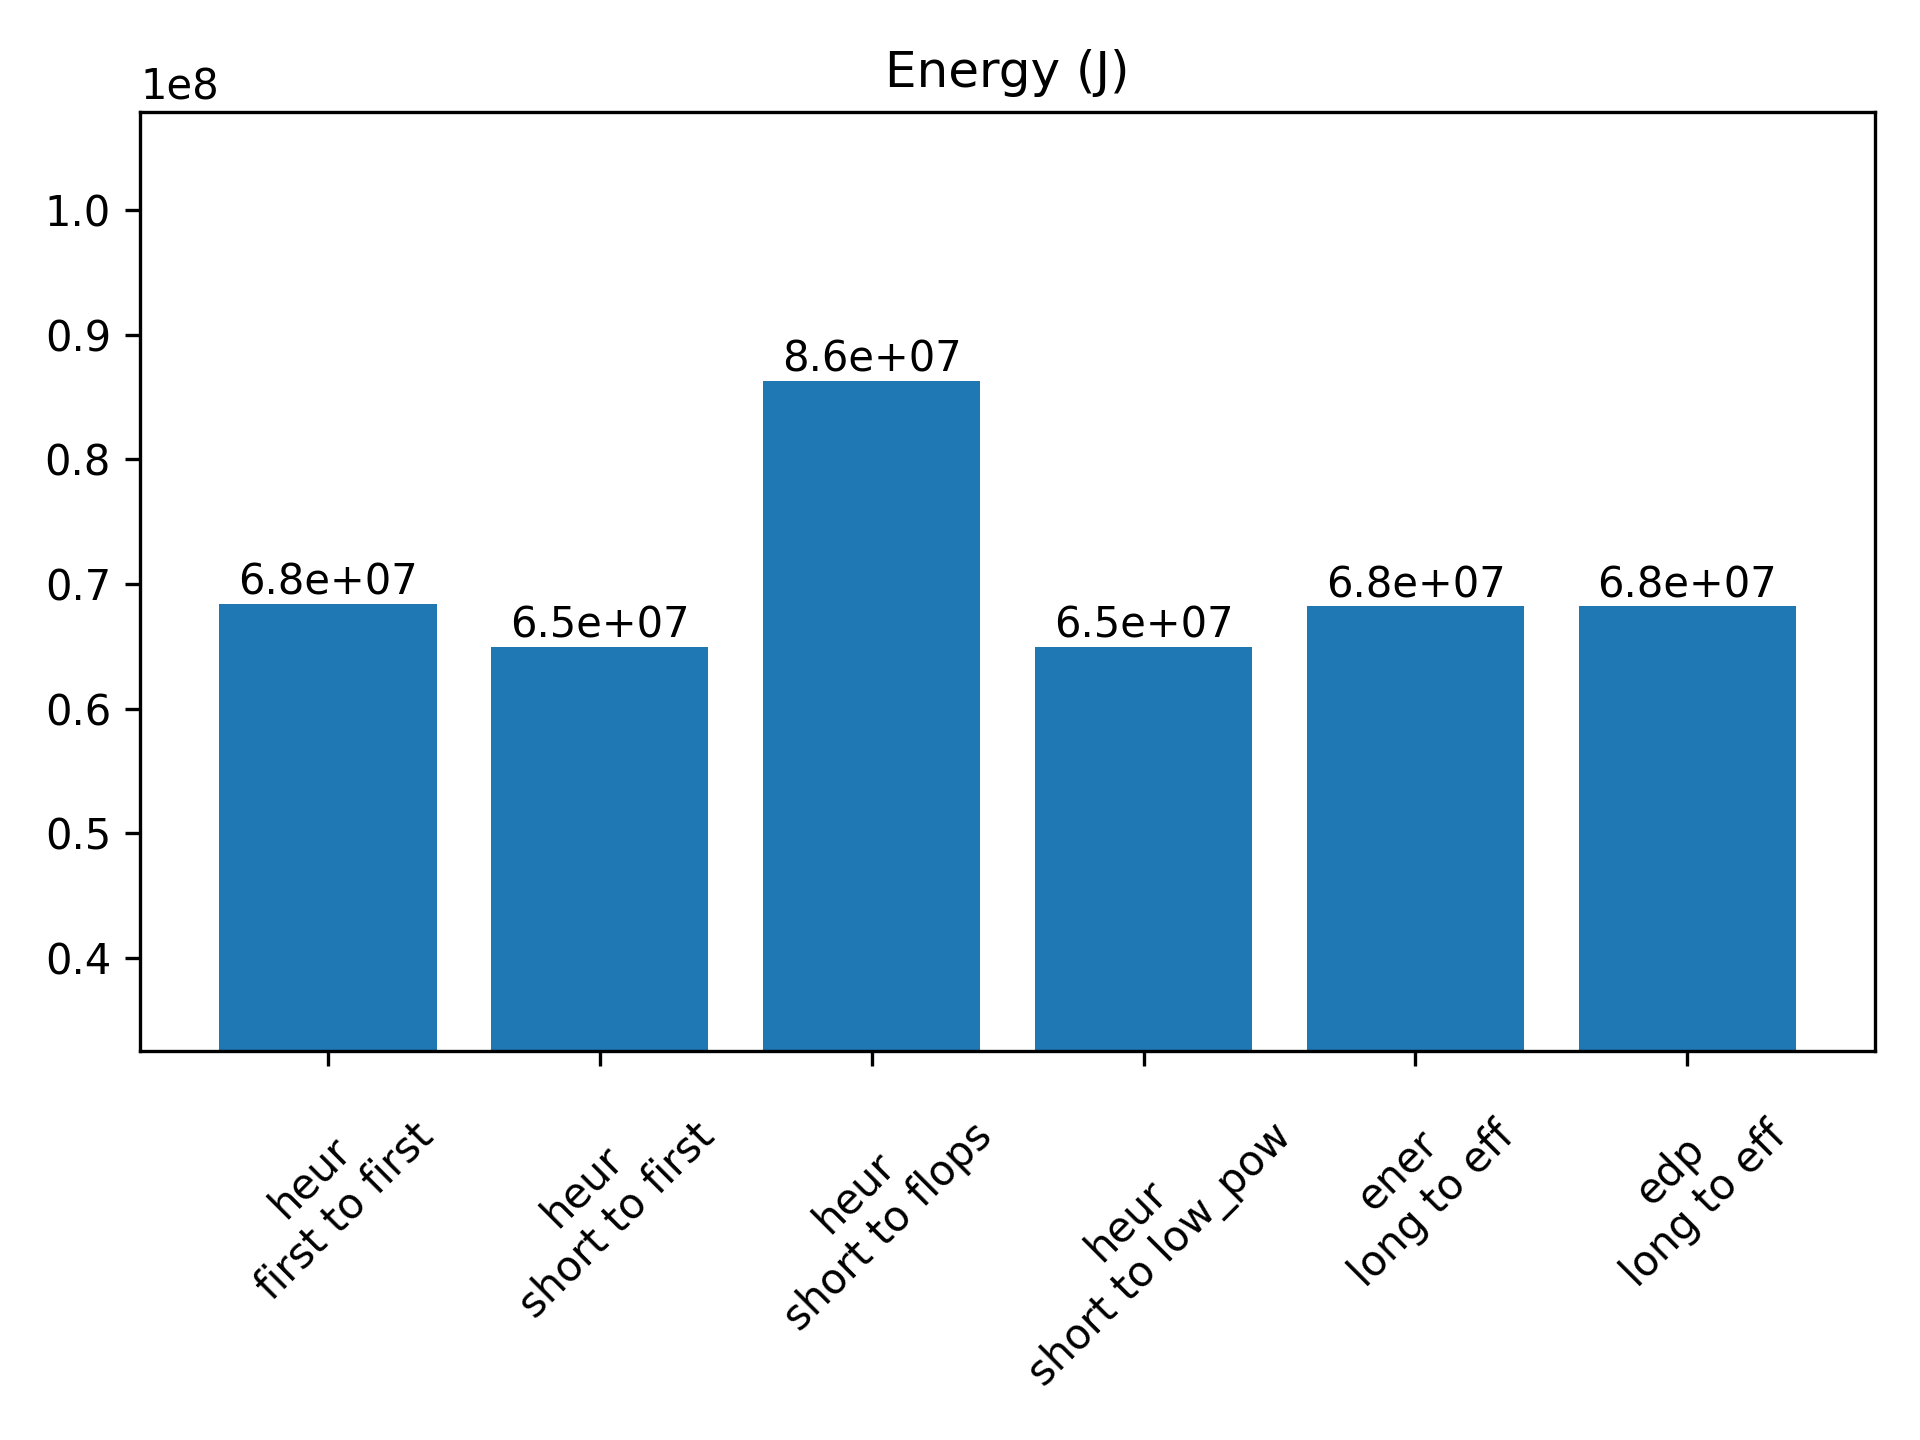 Energy (J)
1e8
1.0
0.9
0.8
0.7
0.6
0.5
0.4
6.8e+07
6.5e+07
8.6e+07
6.5e+07
6.8e+07
6.8e+07
heur
first to first
heur
short to first
heur
short to flops
heur
short to low_pow
ener
long to eff
edp
long to eff